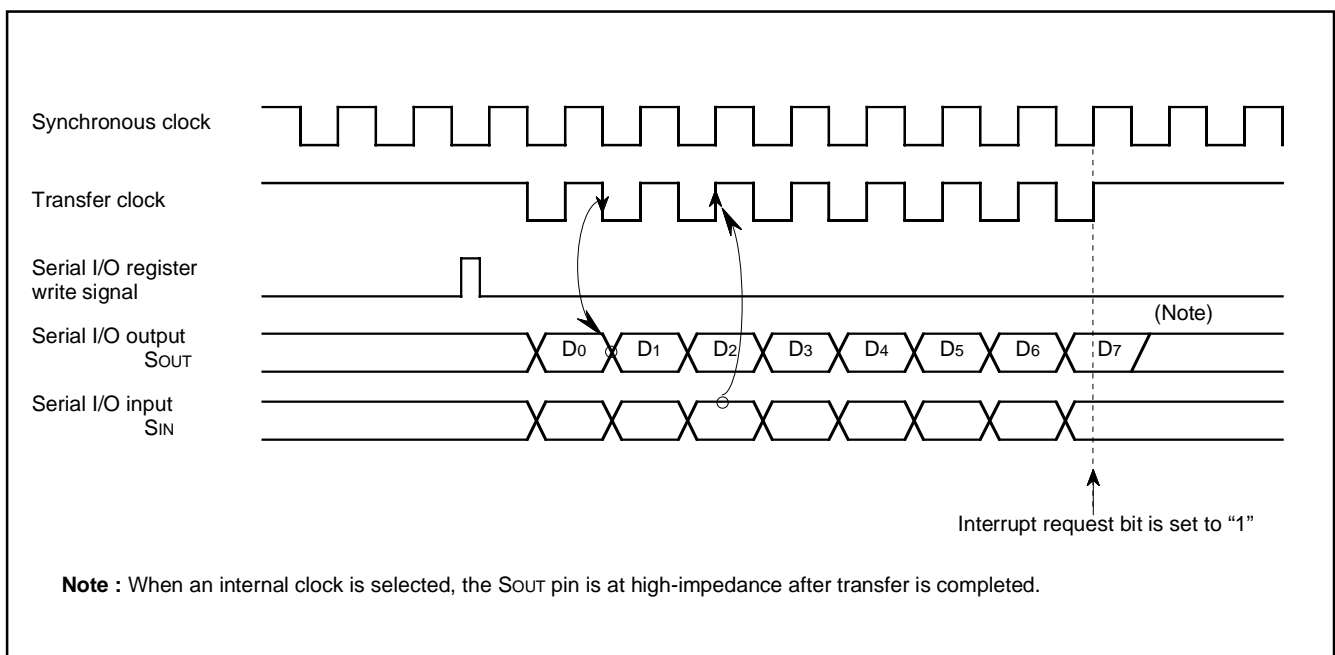 Synchronous clock
Transfer clock
Serial I/O register
write signal
(Note)
Serial I/O output
SOUT
D0 D1 D2 D3 D4 D5 D6 D7
Serial I/O input
SIN
Interrupt request bit is set to “1”
Note : When an internal clock is selected, the SOUT pin is at high-impedance after transfer is completed.